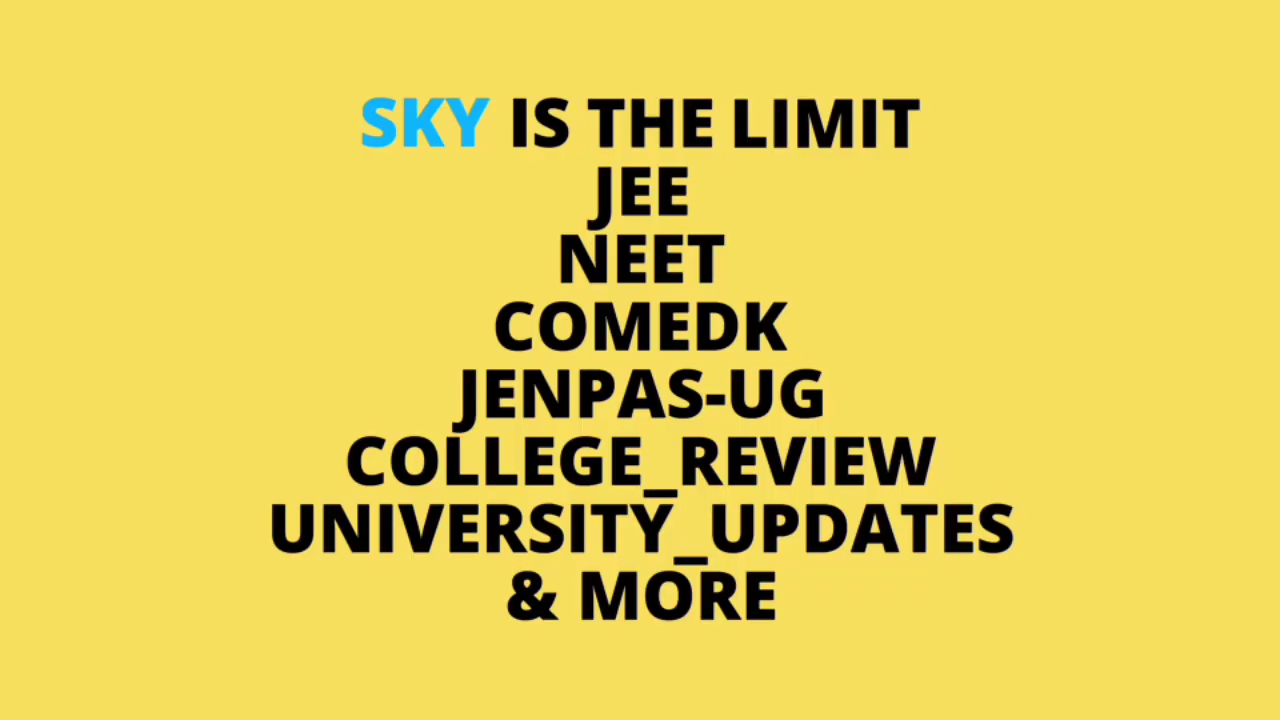 SKY IS THE LIMIT
JEE
NEET
COMEDK
JENPAS-UG
COLLEGE_REVIEW
UNIVERSITY_UPDATES
& MORE